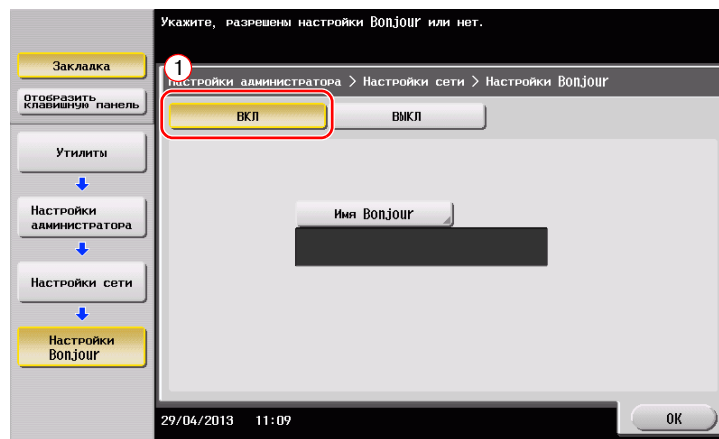 Укажите, разрешены настройки Bonjour или нет.
Закладка
Отобразить
клавишную панель
1
Настройки администратора > Настройки сети > Настройки Bonjour
ВКЛ
ВЫКЛ
Утилиты
Настройки
администратора
Настройки сети
Настройки
Bonjour
Имя Bonjour
29/04/2013 11:09
OK